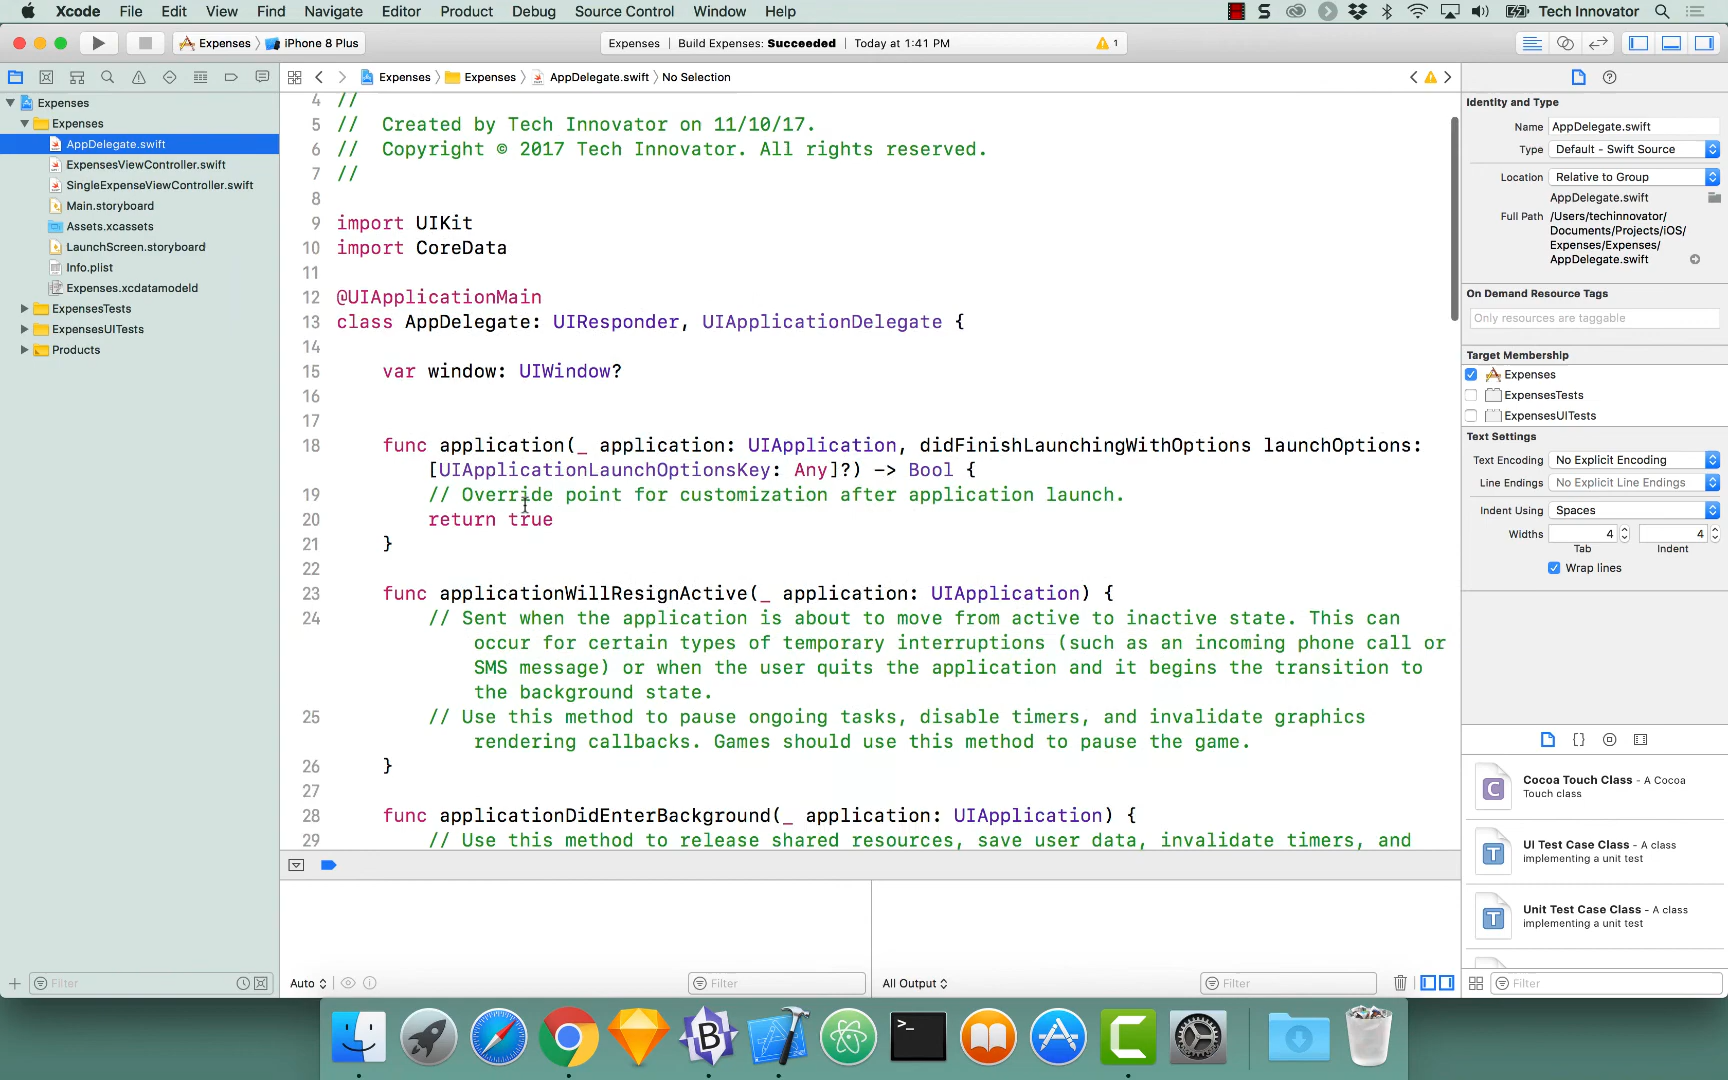 Xcode File Edit View Find Navigate Editor Product Debug Source Control Window Help Tech Innovator
Expenses iPhone 8 Plus Expenses | Build Expenses: Succeeded | Today at 1:41 PM 1
Expenses Expenses AppDelegate.swift No Selection
Expenses
Expenses
AppDelegate.swift
ExpensesViewController.swift
SingleExpenseViewController.swift
Main.storyboard
Assets.xcassets
LaunchScreen.storyboard
Info.plist
Expenses.xcdatamodeld
ExpensesTests
ExpensesUITests
Products
Filter
4 //
5 // Created by Tech Innovator on 11/10/17.
6 // Copyright © 2017 Tech Innovator. All rights reserved.
7 //
8
9 import UIKit
10 import CoreData
11
12 @UIApplicationMain
13 class AppDelegate: UIResponder, UIApplicationDelegate {
14
15 var window: UIWindow?
16
17
18 func application(_ application: UIApplication, didFinishLaunchingWithOptions launchOptions:
[UIApplicationLaunchOptionsKey: Any]?) -> Bool {
19 // Override point for customization after application launch.
20 return true
21 }
22
23 func applicationWillResignActive(_ application: UIApplication) {
24 // Sent when the application is about to move from active to inactive state. This can
occur for certain types of temporary interruptions (such as an incoming phone call or
SMS message) or when the user quits the application and it begins the transition to
the background state.
25 // Use this method to pause ongoing tasks, disable timers, and invalidate graphics
rendering callbacks. Games should use this method to pause the game.
26 }
27
28 func applicationDidEnterBackground(_ application: UIApplication) {
29 // Use this method to release shared resources, save user data, invalidate timers, and
Auto Filter All Output Filter
Identity and Type
Name AppDelegate.swift
Type Default - Swift Source
Location Relative to Group
AppDelegate.swift
Full Path /Users/techinnovator/
Documents/Projects/iOS/
Expenses/Expenses/
AppDelegate.swift
On Demand Resource Tags
Only resources are taggable
Target Membership
Expenses
ExpensesTests
ExpensesUITests
Text Settings
Text Encoding No Explicit Encoding
Line Endings No Explicit Line Endings
Indent Using Spaces
Widths 4 4
Tab Indent
Wrap lines
{}
C
Cocoa Touch Class - A Cocoa
Touch class
T
UI Test Case Class - A class
implementing a unit test
T
Unit Test Case Class - A class
implementing a unit test
Filter